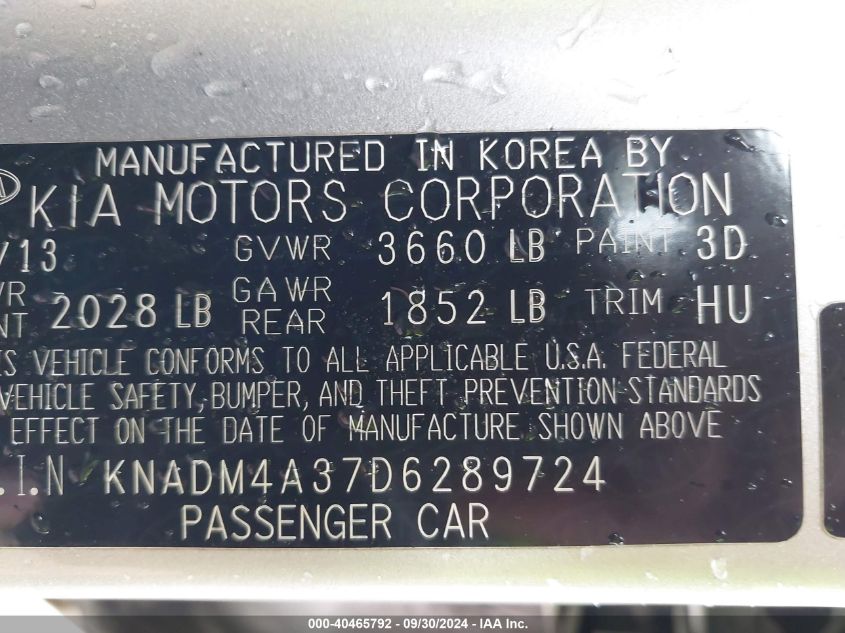 MANUFACTURED IN KOREA BY
KIA MOTORS CORPORATION
/13 GVWR 3660 LB PAINT 3D
2028 LB GAWR REAR 1852 LB TRIM HU
VEHICLE CONFORMS TO ALL APPLICABLE U.S.A. FEDERAL
VEHICLE SAFETY, BUMPER, AND THEFT PREVENTION STANDARDS
EFFECT ON THE DATE OF MANUFACTURE SHOWN ABOVE
.I.N KNADM4A37D6289724
PASSENGER CAR
000-40465792 - 09/30/2024 - IAA Inc.